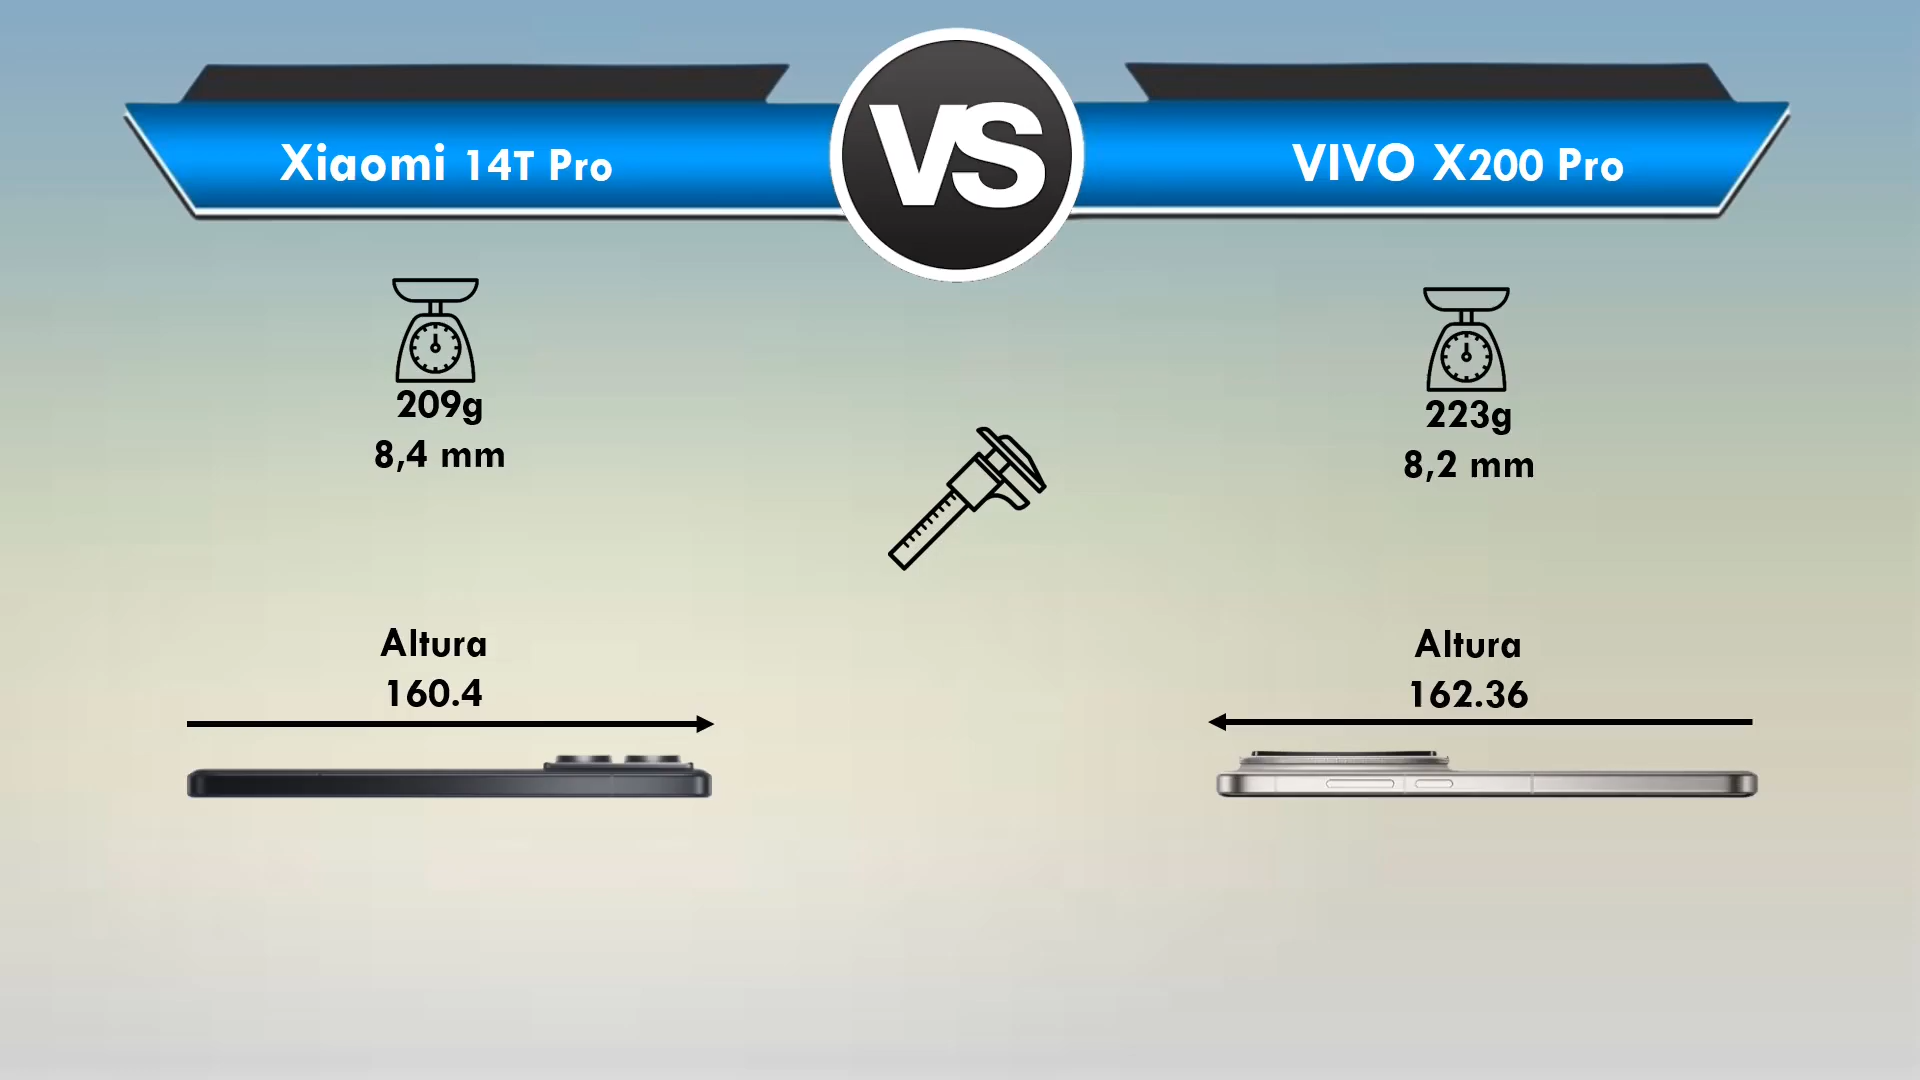 Xiaomi 14T Pro
VS
VIVO X200 Pro
209g
8,4 mm
223g
8,2 mm
Altura
160.4
Altura
162.36